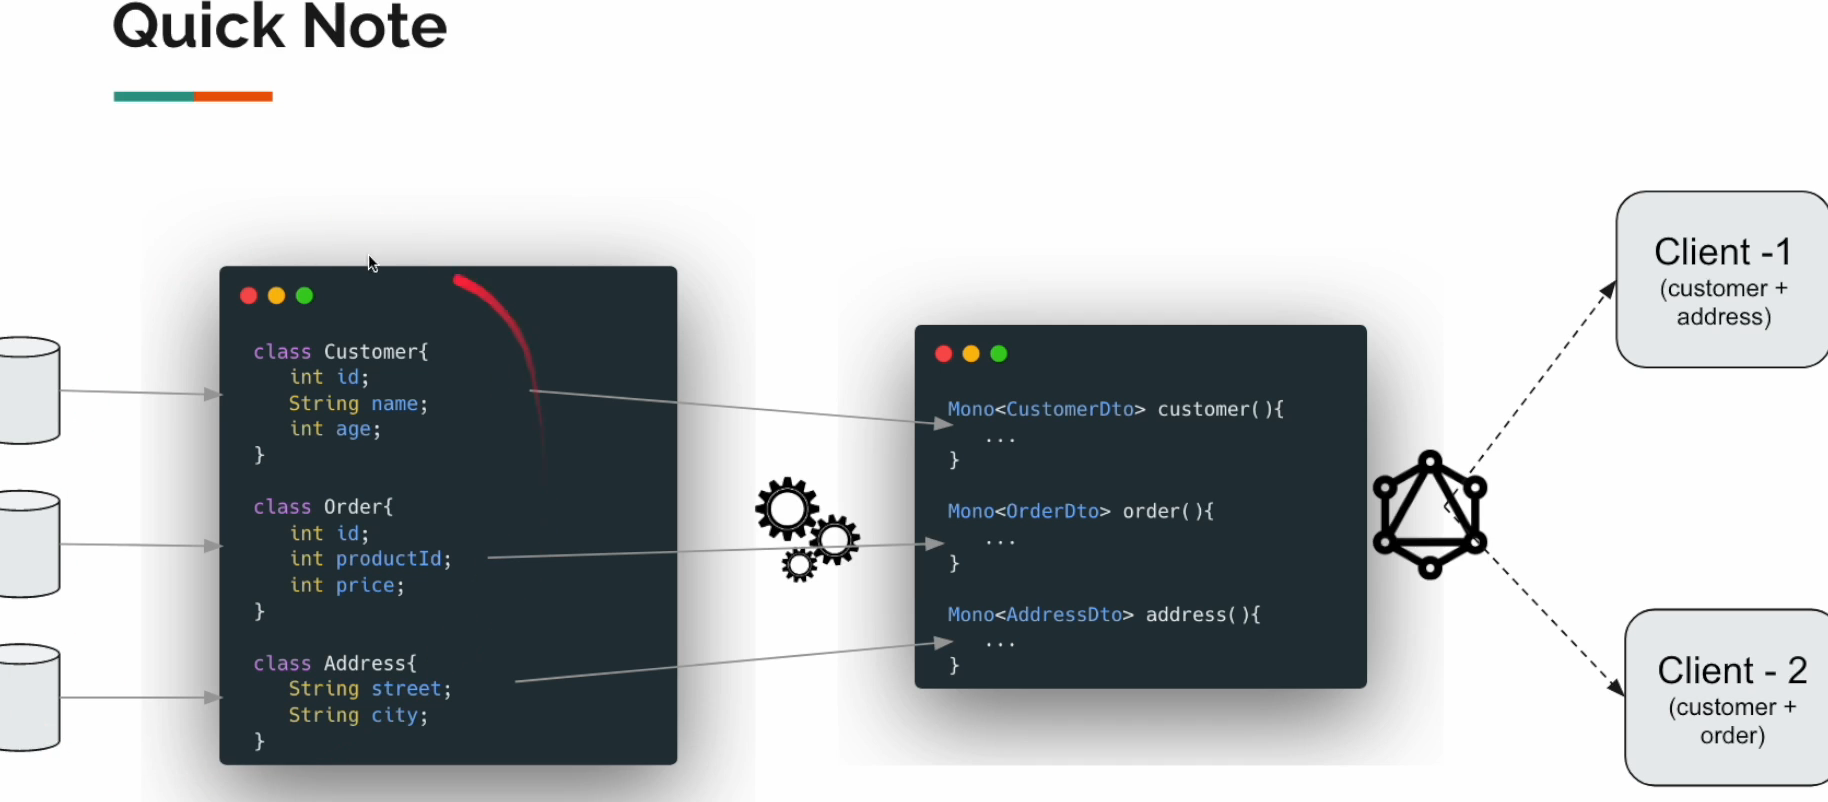 Quick Note
class Customer{
int id;
String name;
int age;
}
class Order{
int id;
int productId;
int price;
}
class Address{
String street;
String city;
}
Mono<CustomerDto> customer(){
...
}
Mono<OrderDto> order(){
...
}
Mono<AddressDto> address(){
...
}
Client -1
(customer +
address)
Client - 2
(customer +
order)